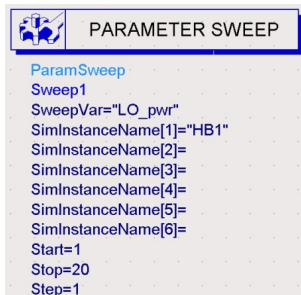 PARAMETER SWEEP
ParamSweep
Sweep1
SweepVar="LO_pwr"
SimInstanceName[1]="HB1"
SimInstanceName[2]=
SimInstanceName[3]=
SimInstanceName[4]=
SimInstanceName[5]=
SimInstanceName[6]=
Start=1
Stop=20
Step=1